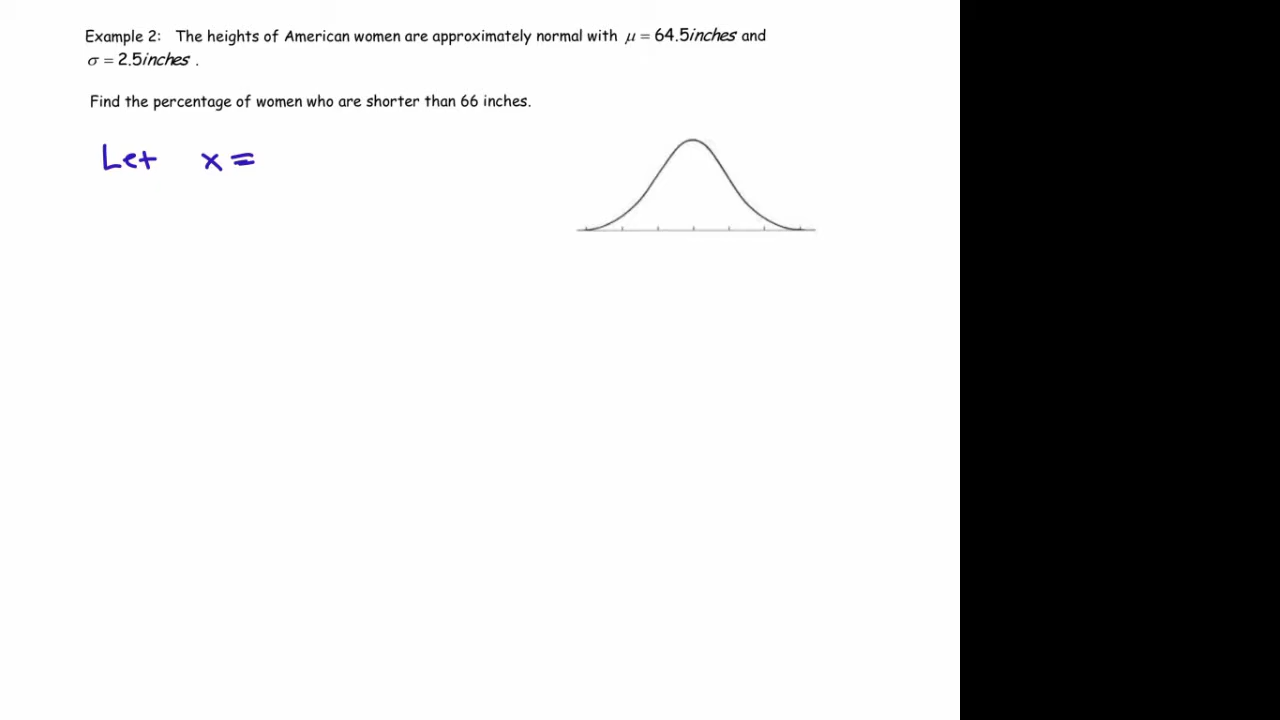 Example 2: The heights of American women are approximately normal with μ = 64.5inches and
σ = 2.5inches .
Find the percentage of women who are shorter than 66 inches.
Let x =